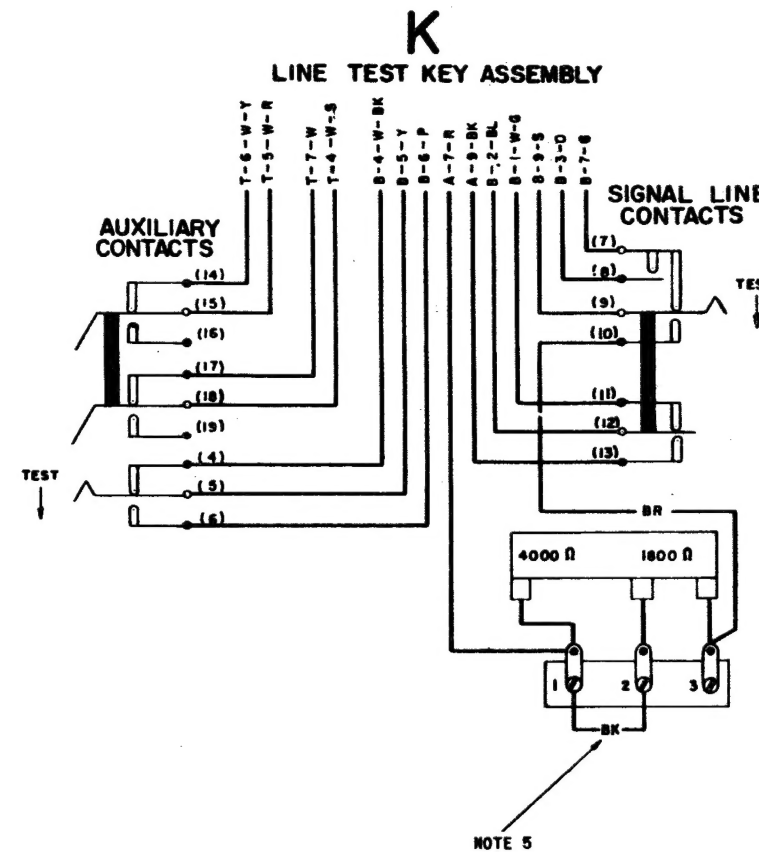 K
LINE TEST KEY ASSEMBLY
T-6-W-Y
T-5-W-R
T-7-W
T-4-W-S
B-4-W-BK
B-5-Y
B-6-P
A-7-R
A-9-BK
B-2-BL
B-1-W-G
B-9-S
B-3-O
B-7-G
AUXILIARY
CONTACTS
SIGNAL LINE
CONTACTS
(14)
(15)
(16)
(17)
(18)
(19)
(4)
(5)
(6)
TEST
(7)
(8)
(9)
(10)
(11)
(12)
(13)
TES
BR
4000 Ω 1800 Ω
1 2 3
BK
NOTE 5